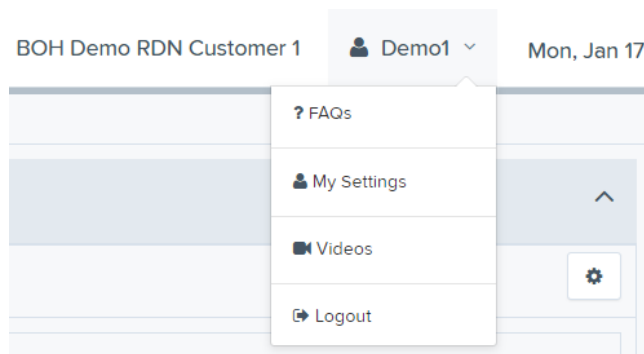 BOH Demo RDN Customer 1 Demo1 Mon, Jan 17
? FAQs
My Settings
Videos
Logout